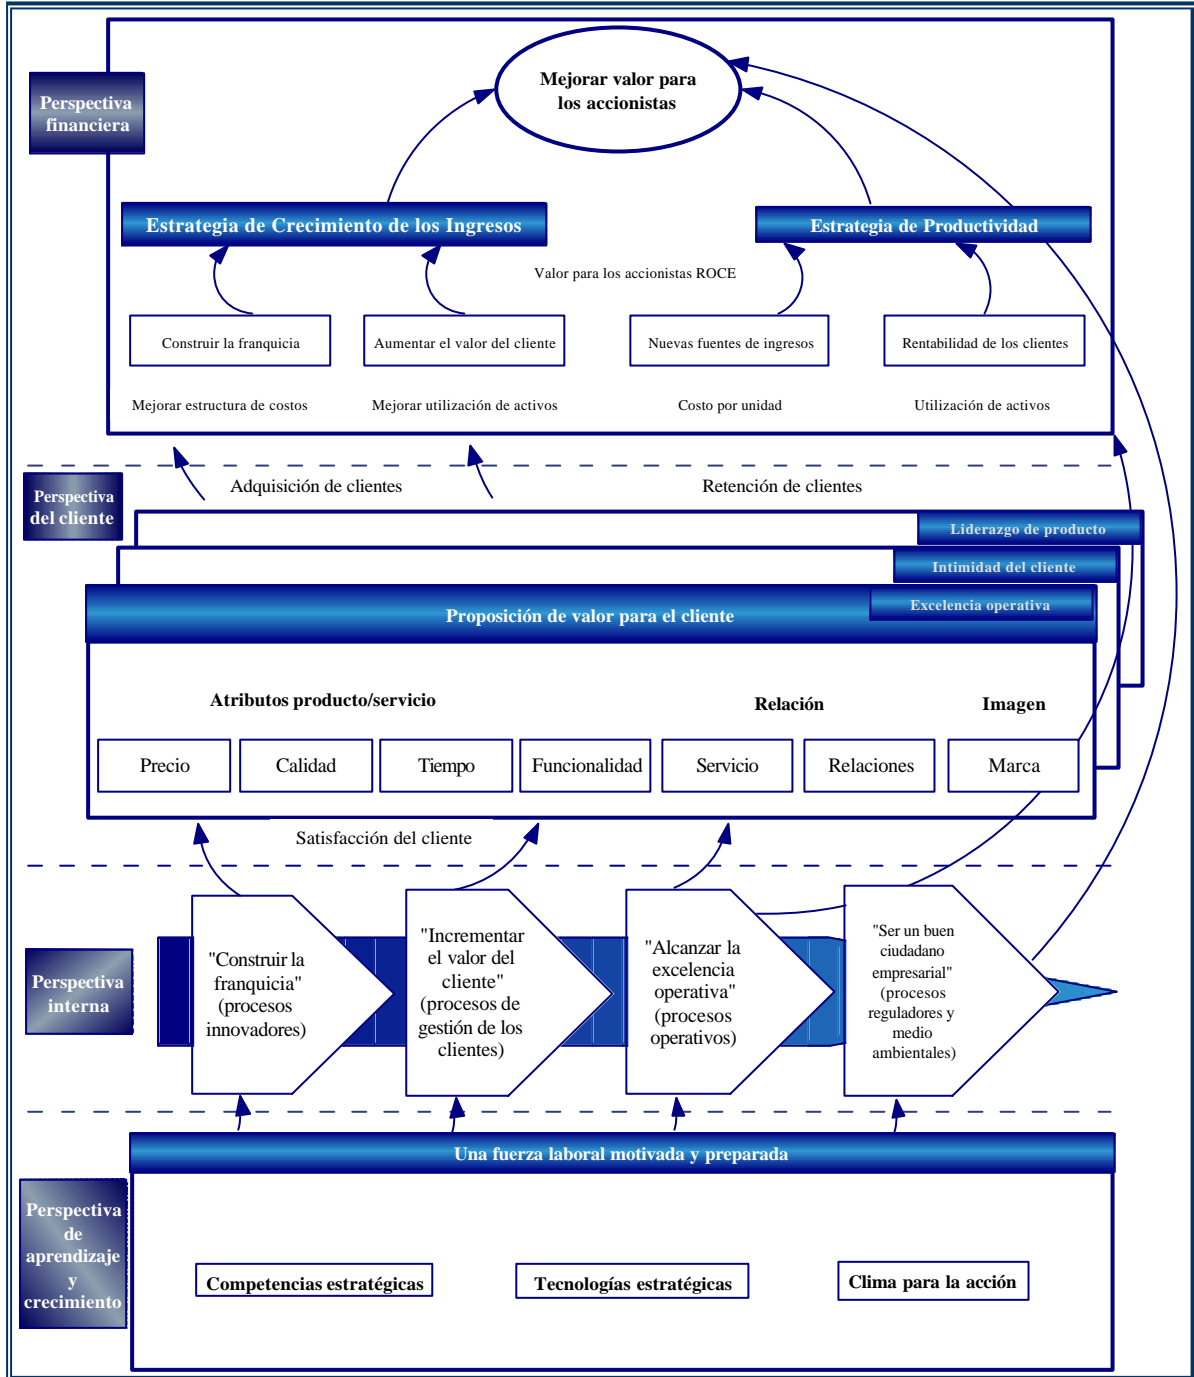 Mejorar valor para
los accionistas
Perspectiva
financiera
Estrategia de Crecimiento de los Ingresos
Estrategia de Productividad
Valor para los accionistas ROCE
Construir la franquicia
Aumentar el valor del cliente
Nuevas fuentes de ingresos
Rentabilidad de los clientes
Mejorar estructura de costos
Mejorar utilización de activos
Costo por unidad
Utilización de activos
Perspectiva
del cliente
Adquisición de clientes
Retención de clientes
Liderazgo de producto
Intimidad del cliente
Excelencia operativa
Proposición de valor para el cliente
Atributos producto/servicio
Relación
Imagen
Precio
Calidad
Tiempo
Funcionalidad
Servicio
Relaciones
Marca
Satisfacción del cliente
Perspectiva
interna
"Construir la
franquicia"
(procesos
innovadores)
"Incrementar
el valor del
cliente"
(procesos de
gestión de los
clientes)
"Alcanzar la
excelencia
operativa"
(procesos
operativos)
"Ser un buen
ciudadano
empresarial"
(procesos
reguladores y
medio
ambientales)
Una fuerza laboral motivada y preparada
Perspectiva
de
aprendizaje
y
crecimiento
Competencias estratégicas
Tecnologías estratégicas
Clima para la acción